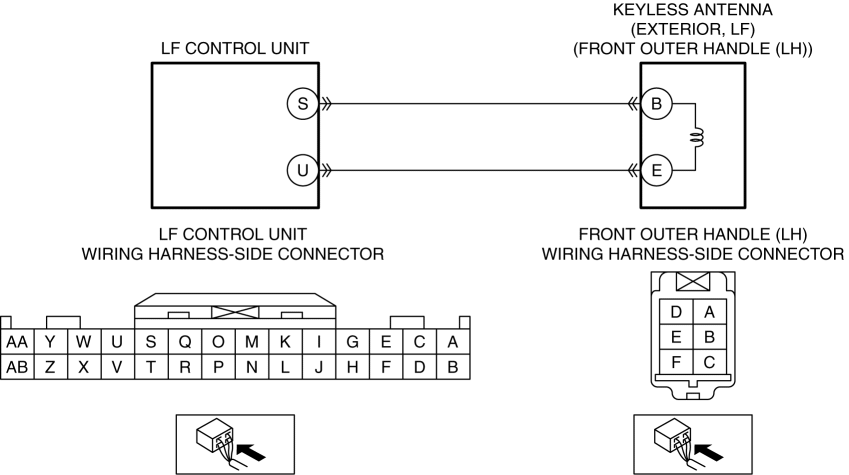 KEYLESS ANTENNA
(EXTERIOR, LF)
LF CONTROL UNIT
(FRONT OUTER HANDLE (LH))
S
B
U
E
LF CONTROL UNIT
WIRING HARNESS-SIDE CONNECTOR
FRONT OUTER HANDLE (LH)
WIRING HARNESS-SIDE CONNECTOR
AA Y W U S Q O M K I G E C A
AB Z X V T R P N L J H F D B
D A
E B
F C